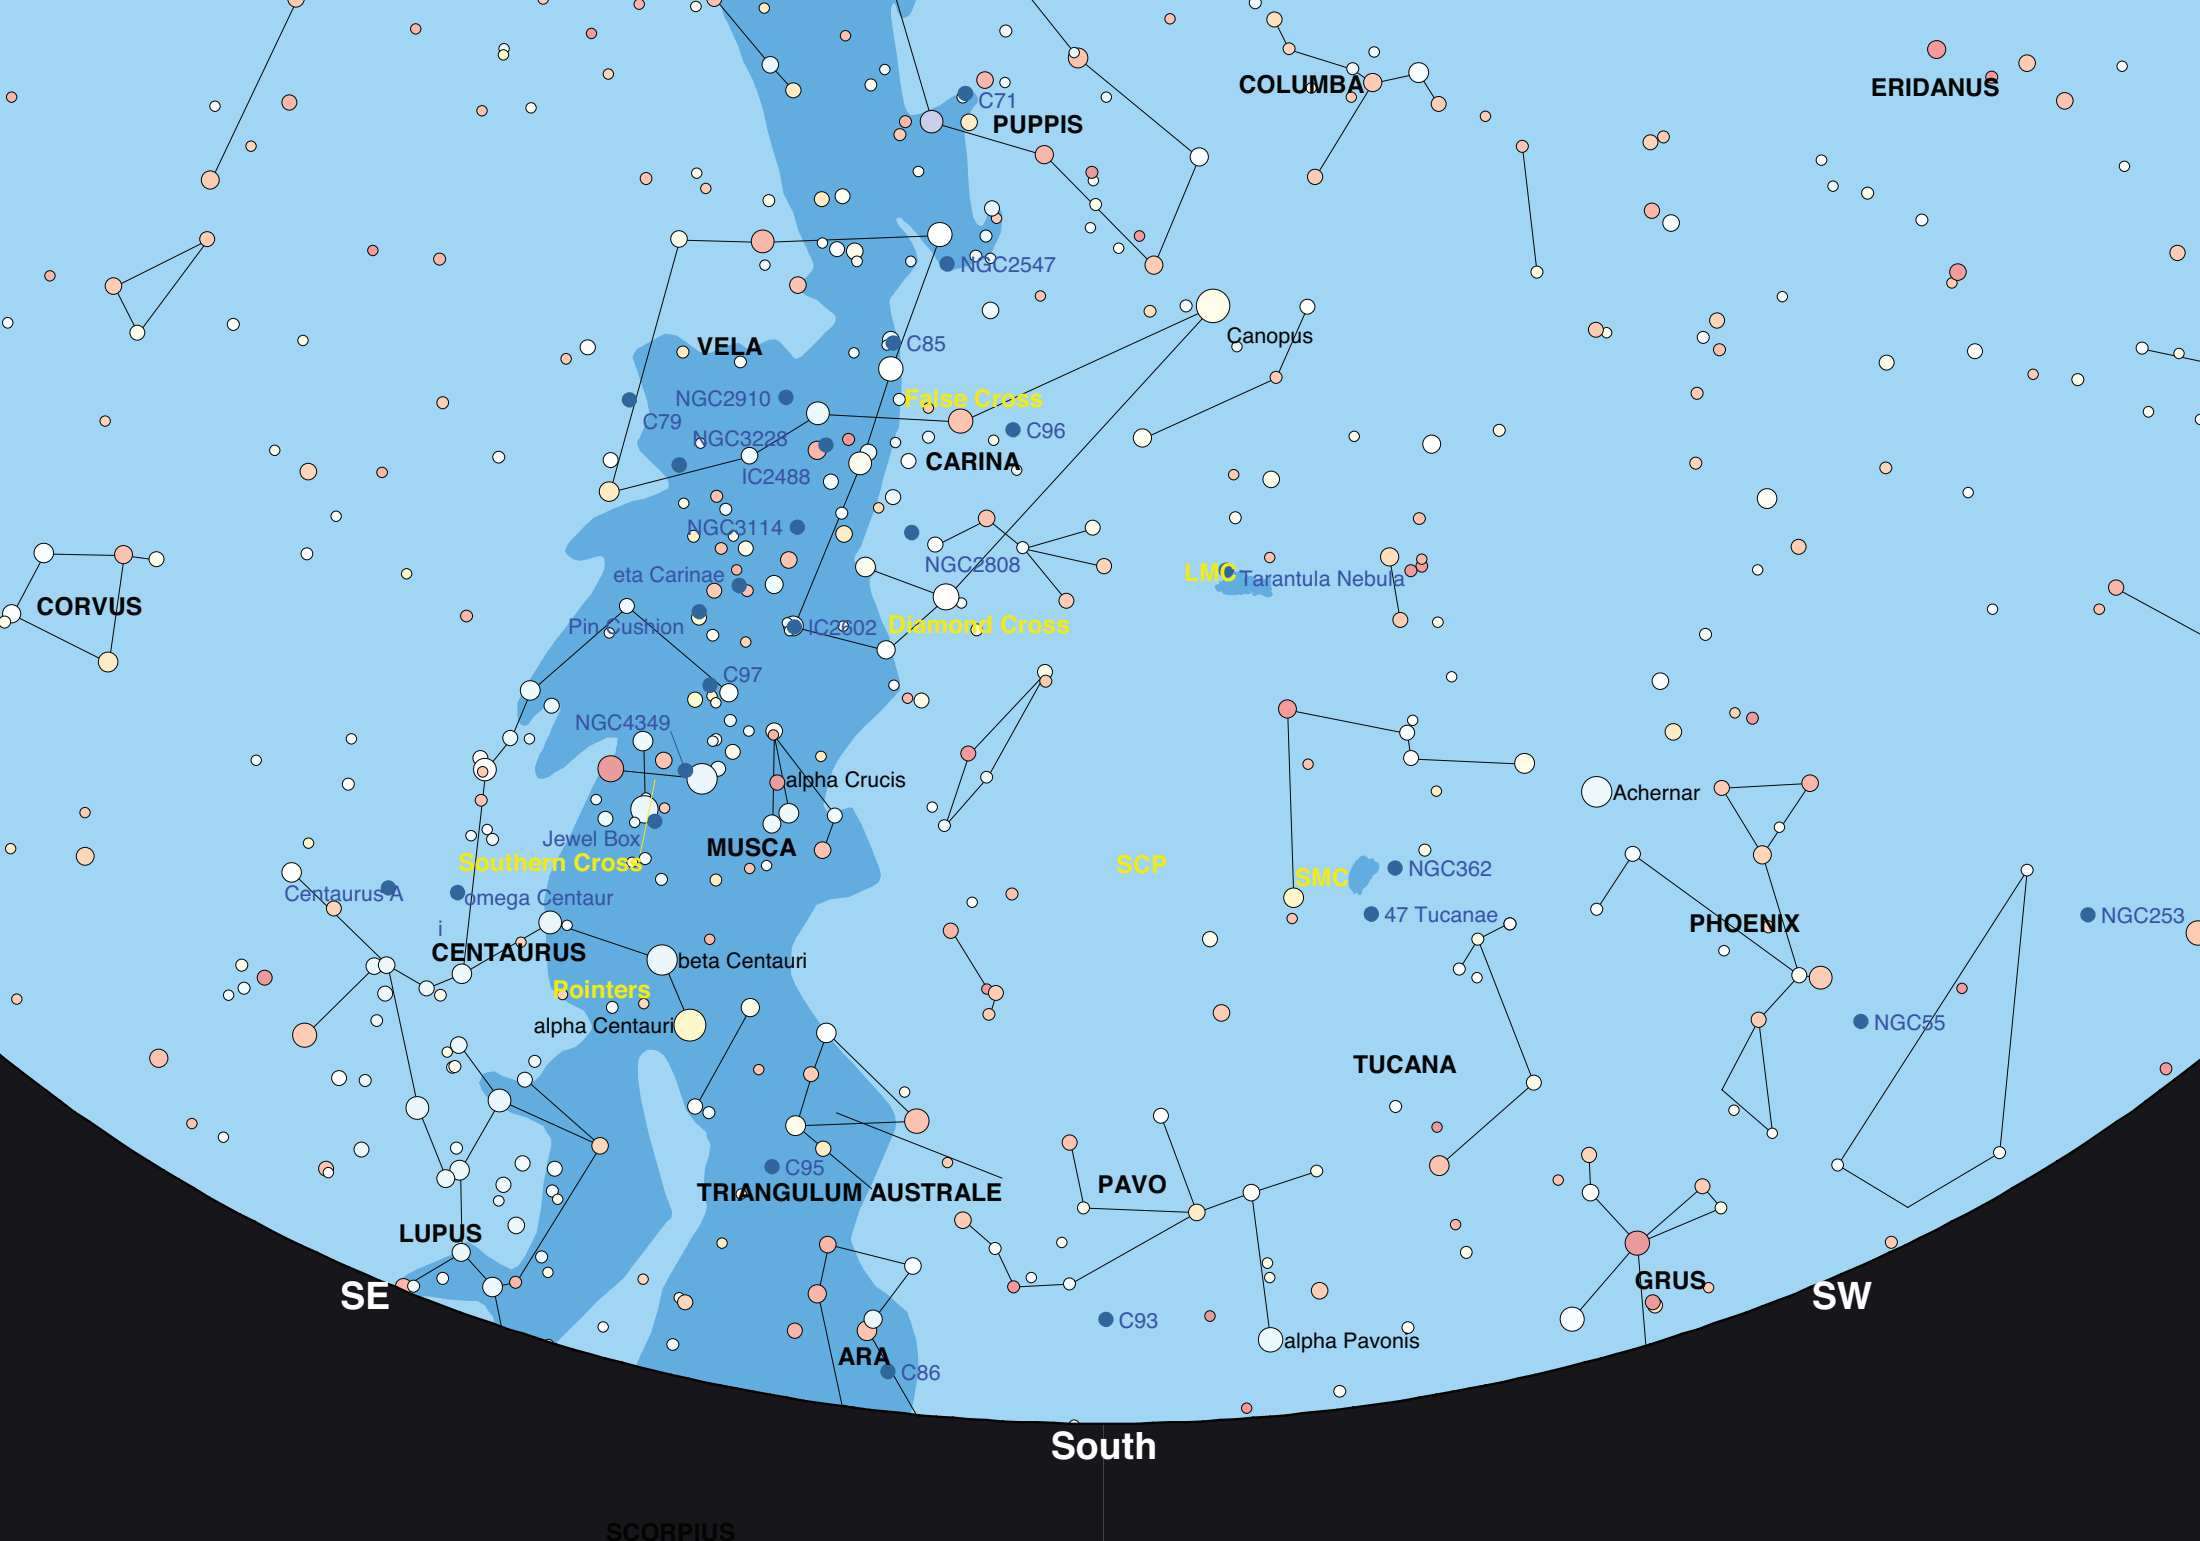 COLUMBA
ERIDANUS
C71
PUPPIS
NGC2547
Canopus
VELA
C85
NGC2910
False Cross
C79
NGC3228
C96
CARINA
IC2488
NGC3114
NGC2808
eta Carinae
LMC
Tarantula Nebula
CORVUS
Pin Cushion
IC2602
Diamond Cross
C97
NGC4349
alpha Crucis
Achernar
Jewel Box
MUSCA
Southern Cross
SCP
SMC
NGC362
Centaurus A
omega Centaur
i
47 Tucanae
PHOENIX
NGC253
CENTAURUS
beta Centauri
Pointers
alpha Centauri
NGC55
TUCANA
C95
TRIANGULUM AUSTRALE
PAVO
LUPUS
GRUS
SE
SW
C93
alpha Pavonis
ARA
C86
South
SCORPIUS